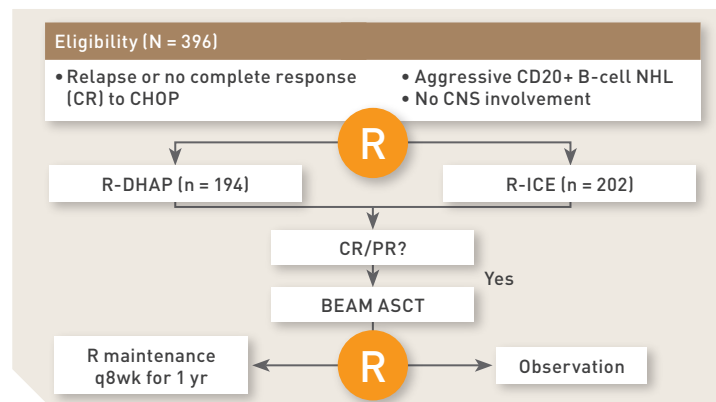 Eligibility (N = 396)
• Relapse or no complete response
(CR) to CHOP
• Aggressive CD20+ B-cell NHL
• No CNS involvement
R
R-DHAP (n = 194)
R-ICE (n = 202)
CR/PR?
Yes
BEAM ASCT
R
R maintenance
q8wk for 1 yr
Observation